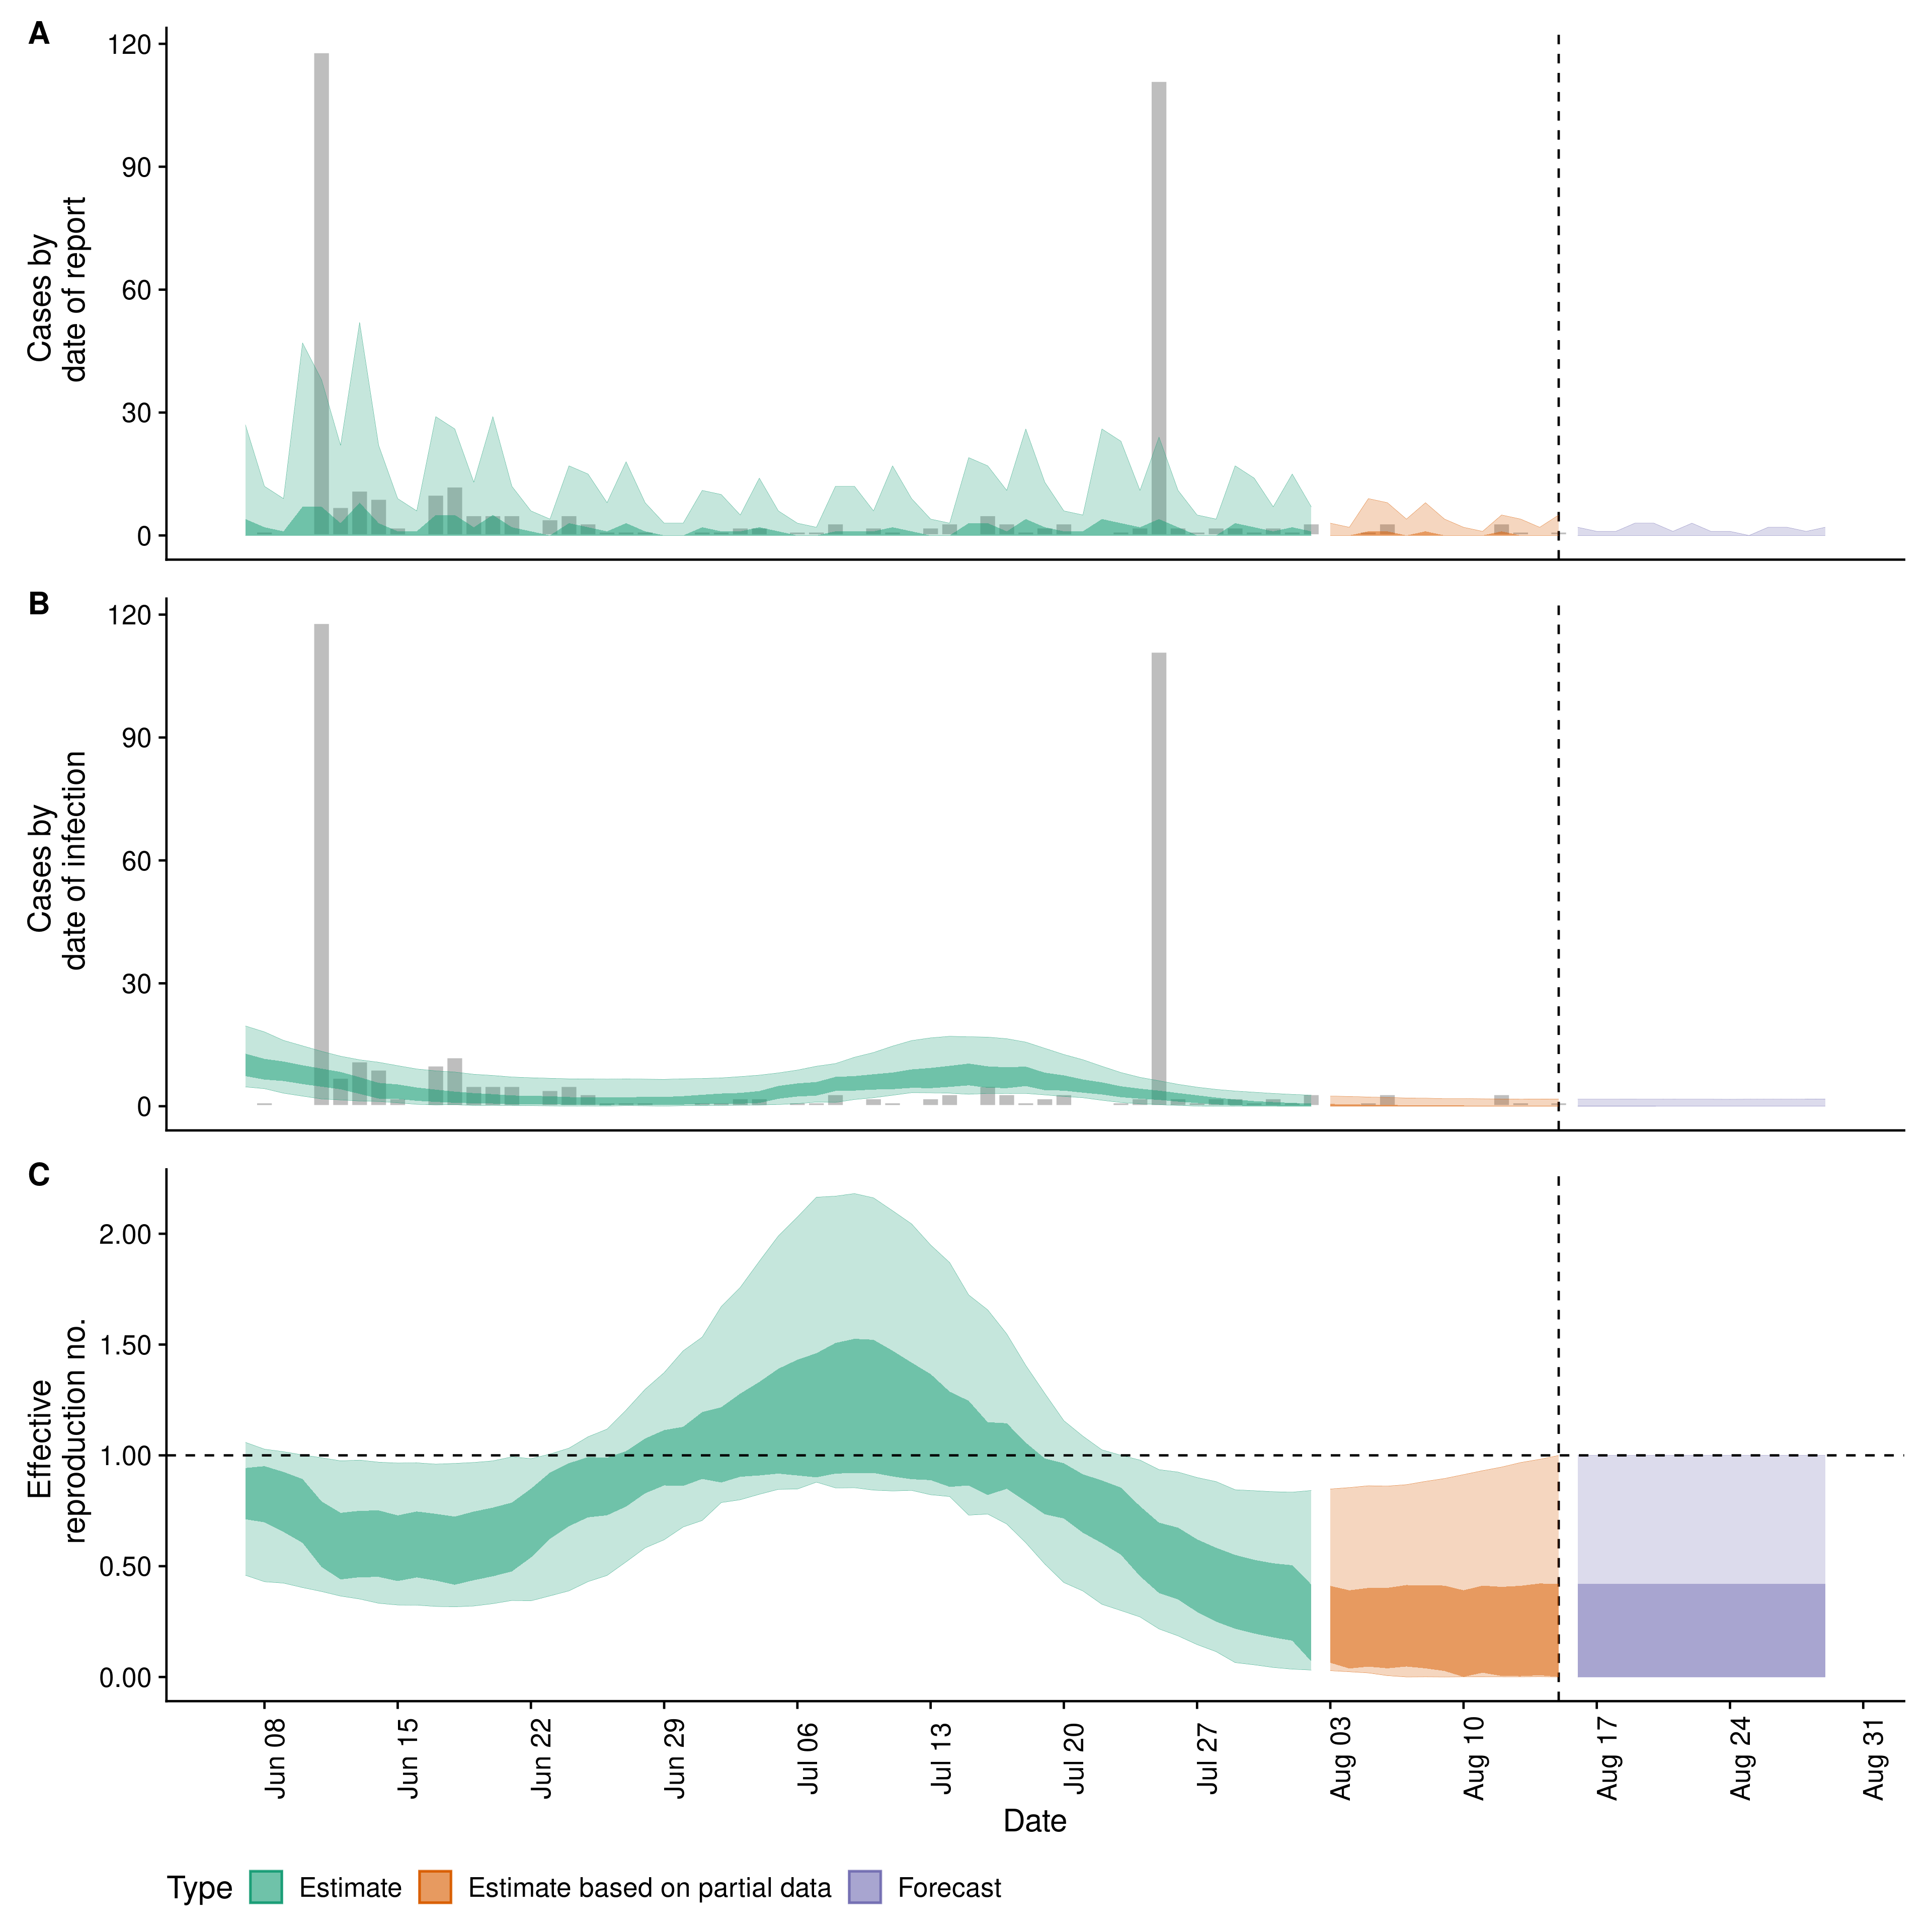 A
120
90
60
30
0
Cases by
date of report
B
120
90
60
30
0
Cases by
date of infection
C
2.00
1.50
1.00
0.50
0.00
Effective
reproduction no.
Jun 08
Jun 15
Jun 22
Jun 29
Jul 06
Jul 13
Jul 20
Jul 27
Aug 03
Aug 10
Aug 17
Aug 24
Aug 31
Date
Type Estimate Estimate based on partial data Forecast